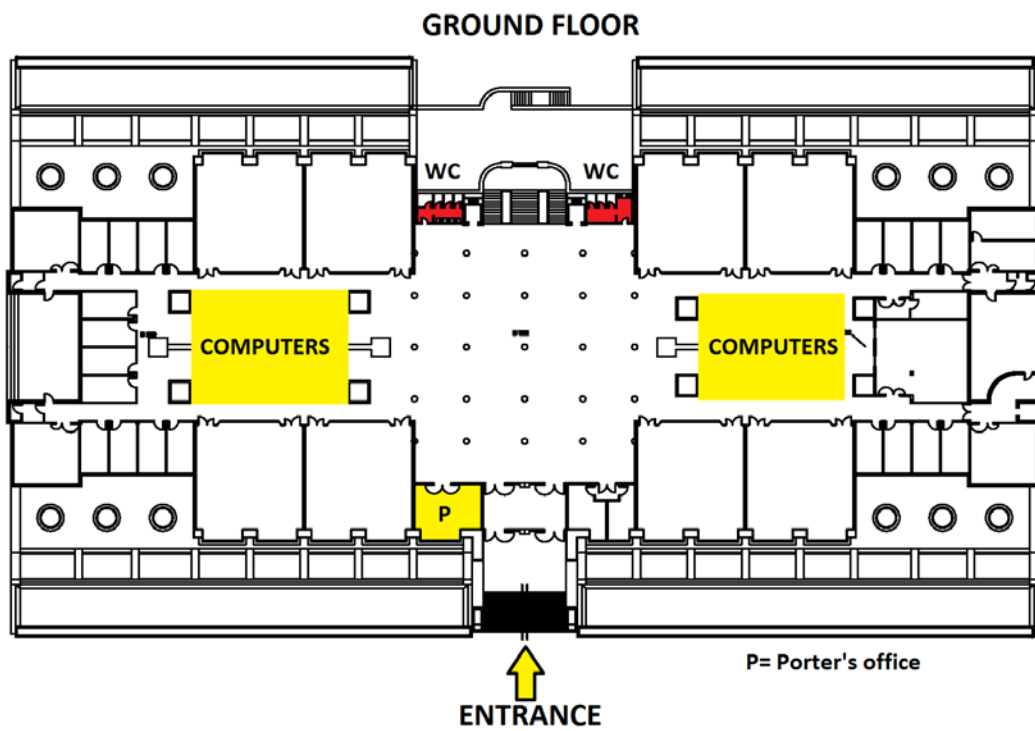 GROUND FLOOR
WC
WC
COMPUTERS
COMPUTERS
P
P= Porter's office
ENTRANCE